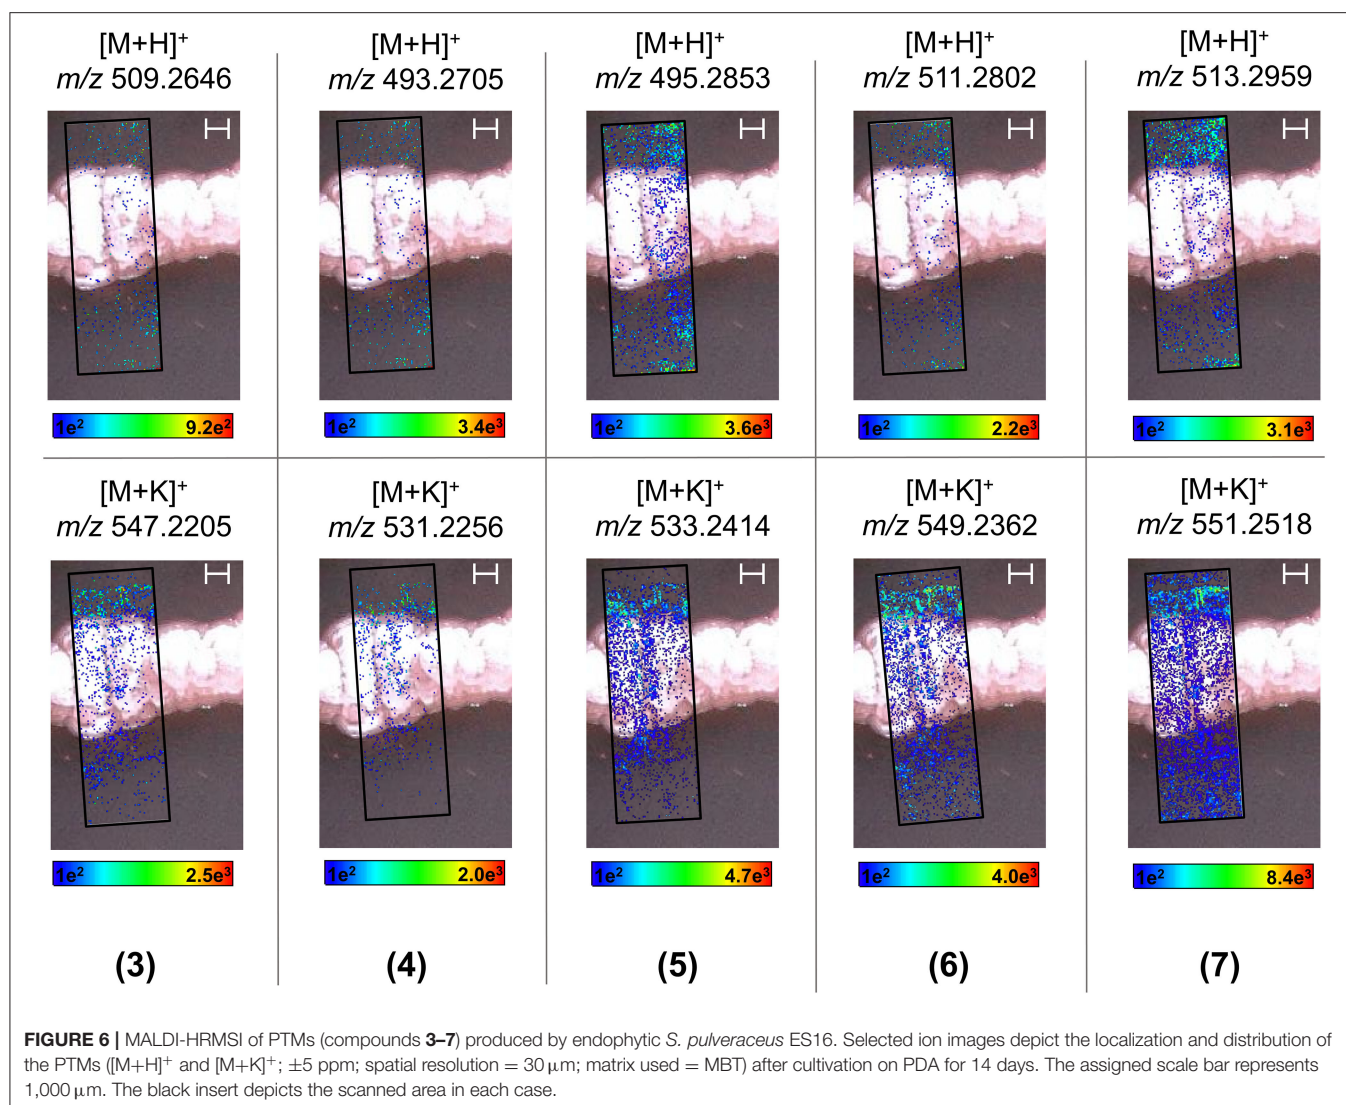 [M+H]⁺ [M+H]⁺ [M+H]⁺ [M+H]⁺ [M+H]⁺
m/z 509.2646 m/z 493.2705 m/z 495.2853 m/z 511.2802 m/z 513.2959
1e² 9.2e² 1e² 3.4e³ 1e² 3.6e³ 1e² 2.2e³ 1e² 3.1e³
[M+K]⁺ [M+K]⁺ [M+K]⁺ [M+K]⁺ [M+K]⁺
m/z 547.2205 m/z 531.2256 m/z 533.2414 m/z 549.2362 m/z 551.2518
1e² 2.5e³ 1e² 2.0e³ 1e² 4.7e³ 1e² 4.0e³ 1e² 8.4e³
(3) (4) (5) (6) (7)
FIGURE 6 | MALDI-HRMSI of PTMs (compounds 3–7) produced by endophytic S. pulveraceus ES16. Selected ion images depict the localization and distribution of
the PTMs ([M+H]⁺ and [M+K]⁺; ±5 ppm; spatial resolution = 30 μm; matrix used = MBT) after cultivation on PDA for 14 days. The assigned scale bar represents
1,000 μm. The black insert depicts the scanned area in each case.